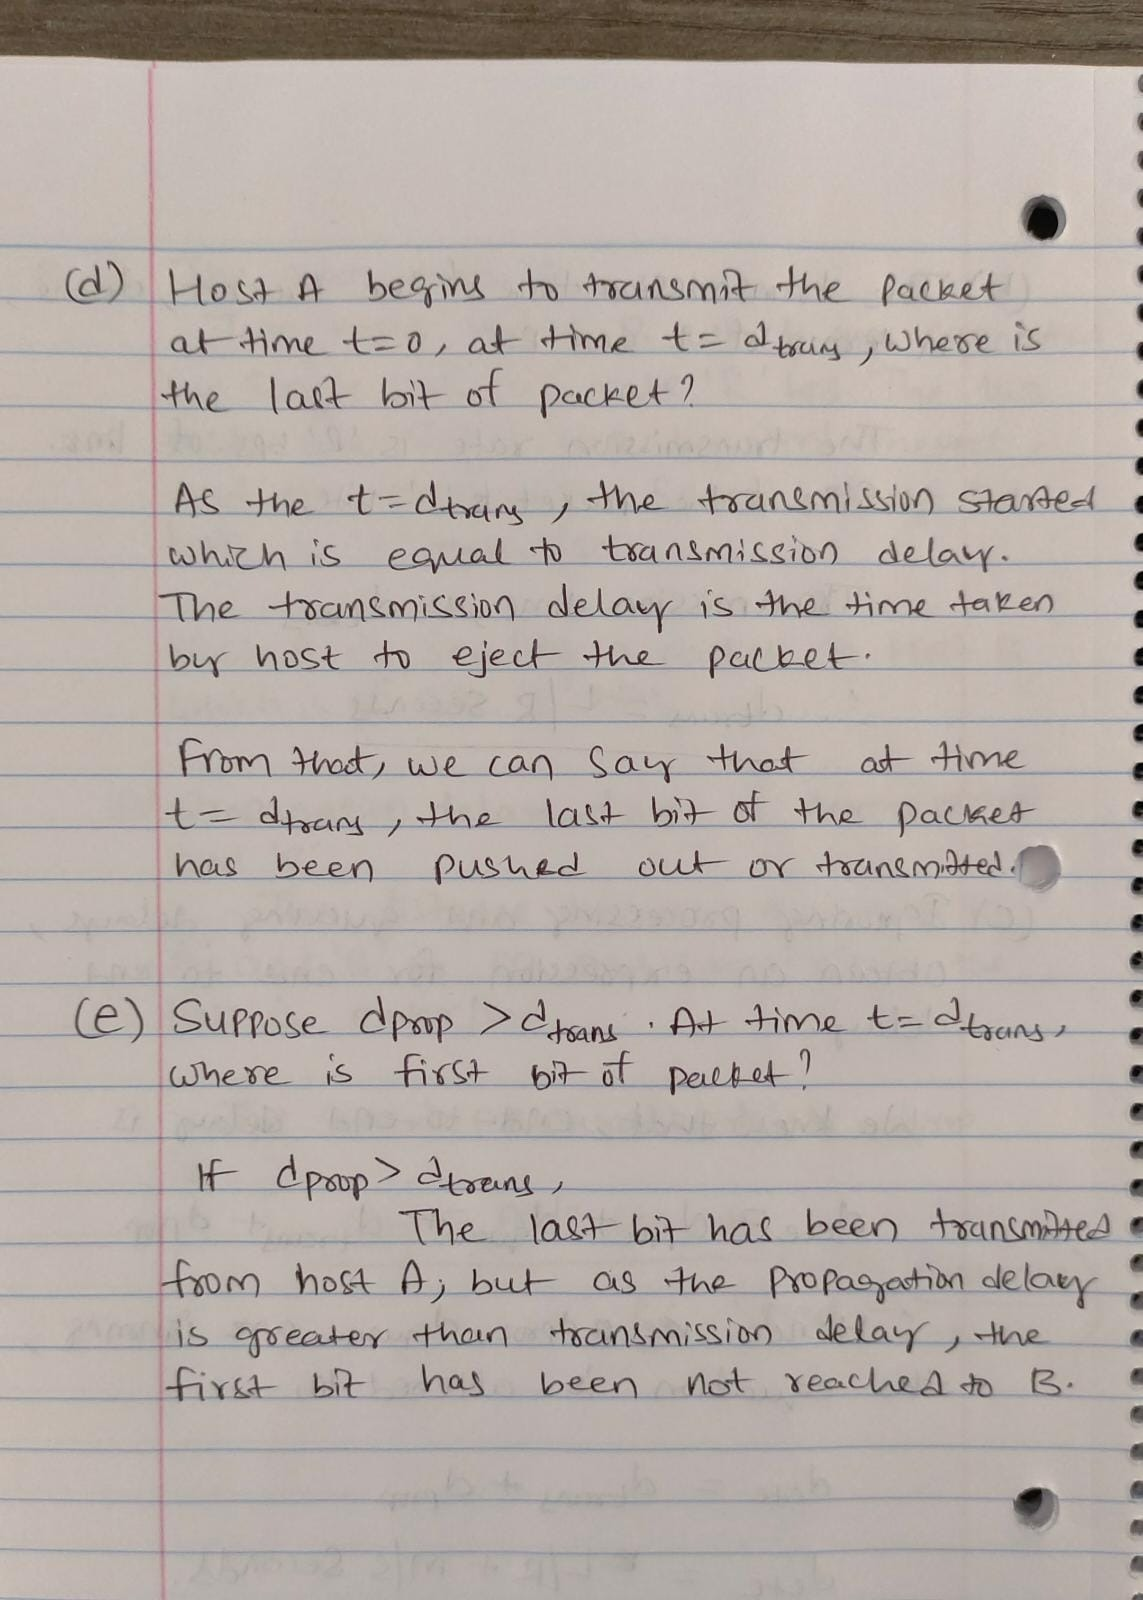 (d) Host A begins to transmit the packet
at time t=0, at time t= dtrans, where is
the last bit of packet?
As the t=dtrans, the transmission started
which is equal to transmission delay.
The transmission delay is the time taken
by host to eject the packet.
From that, we can say that at time
t= dtrans, the last bit of the packet
has been pushed out or transmitted.
(e) Suppose dprop > dtrans. At time t= dtrans,
where is first bit of packet?
If dprop > dtrans,
The last bit has been transmitted
from host A; but as the propagation delay
is greater than transmission delay, the
first bit has been not reached to B.